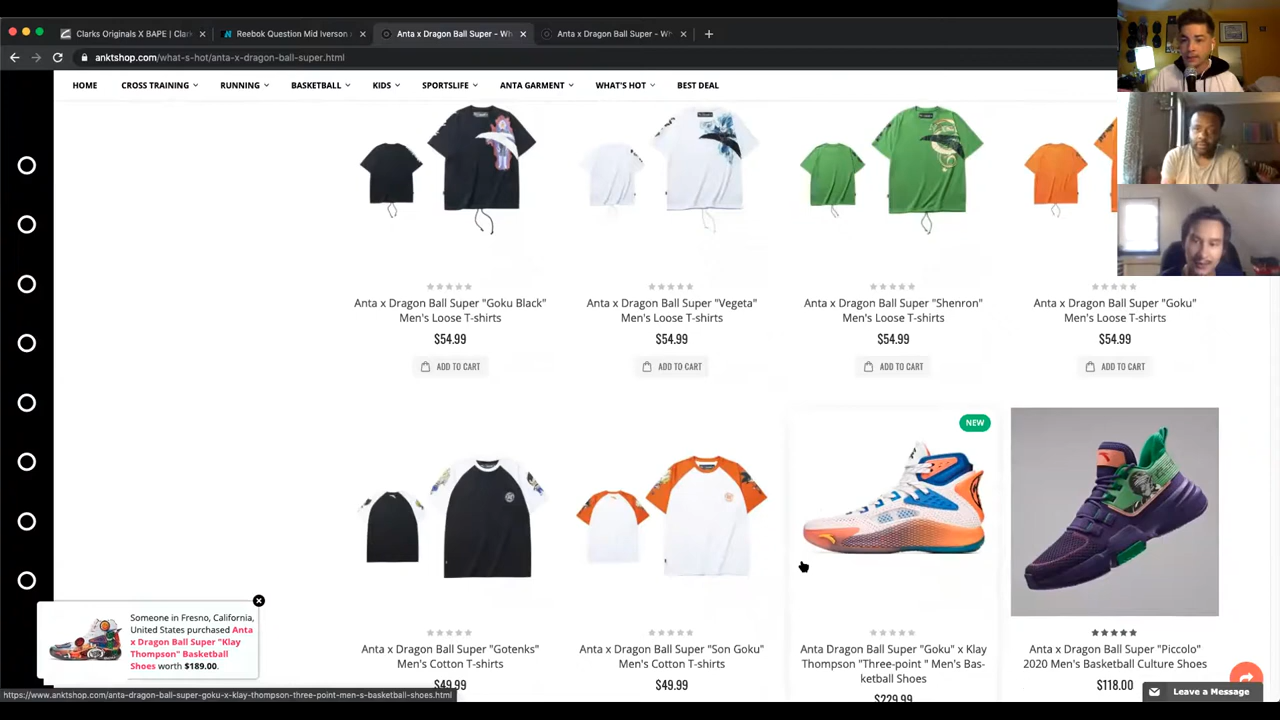 Clarks Originals X BAPE | Clark
Reebok Question Mid Iverson
Anta x Dragon Ball Super - Wh
Anta x Dragon Ball Super - Wh
anktshop.com/what-s-hot/anta-x-dragon-ball-super.html
HOME CROSS TRAINING RUNNING BASKETBALL KIDS SPORTSLIFE ANTA GARMENT WHAT'S HOT BEST DEAL
Anta x Dragon Ball Super "Goku Black"
Men's Loose T-shirts
$54.99
ADD TO CART
Anta x Dragon Ball Super "Vegeta"
Men's Loose T-shirts
$54.99
ADD TO CART
Anta x Dragon Ball Super "Shenron"
Men's Loose T-shirts
$54.99
ADD TO CART
Anta x Dragon Ball Super "Goku"
Men's Loose T-shirts
$54.99
ADD TO CART
Anta x Dragon Ball Super "Gotenks"
Men's Cotton T-shirts
$49.99
Anta x Dragon Ball Super "Son Goku"
Men's Cotton T-shirts
$49.99
NEW
Anta Dragon Ball Super "Goku" x Klay
Thompson "Three-point " Men's Bas-
ketball Shoes
$229.99
Anta x Dragon Ball Super "Piccolo"
2020 Men's Basketball Culture Shoes
$118.00
Someone in Fresno, California,
United States purchased Anta
x Dragon Ball Super "Klay
Thompson" Basketball
Shoes worth $189.00.
https://www.anktshop.com/anta-dragon-ball-super-goku-x-klay-thompson-three-point-men-s-basketball-shoes.html
Leave a Message